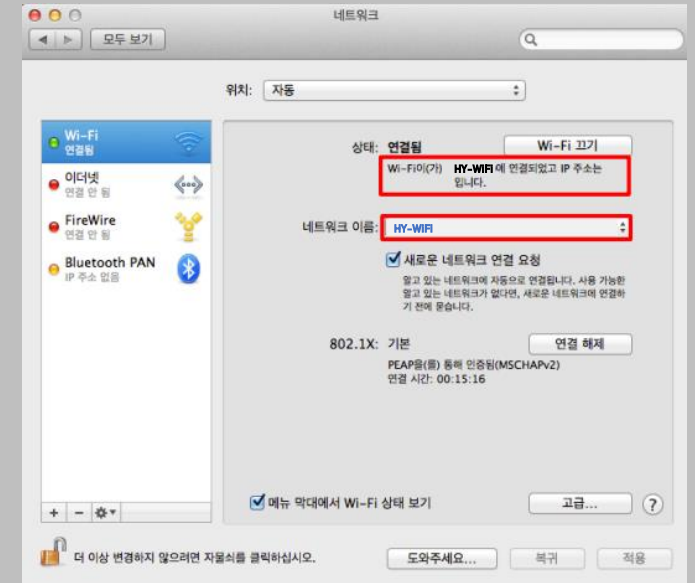 네트워크
모두 보기
위치: 자동
Wi-Fi
연결됨
이더넷
연결 안 됨
FireWire
연결 안 됨
Bluetooth PAN
IP 주소 없음
상태: 연결됨
Wi-Fi 끄기
Wi-Fi이(가) HY-WIFI 에 연결되었고 IP 주소는
입니다.
네트워크 이름: HY-WIFI
새로운 네트워크 연결 요청
알고 있는 네트워크에 자동으로 연결됩니다. 사용 가능한
알고 있는 네트워크가 없다면, 새로운 네트워크에 연결하
기 전에 묻습니다.
802.1X: 기본
연결 해제
PEAP을(를) 통해 인증됨(MSCHAPv2)
연결 시간: 00:15:16
메뉴 막대에서 Wi-Fi 상태 보기
고급...
?
+ −
더 이상 변경하지 않으려면 자물쇠를 클릭하십시오.
도와주세요...
복귀
적용